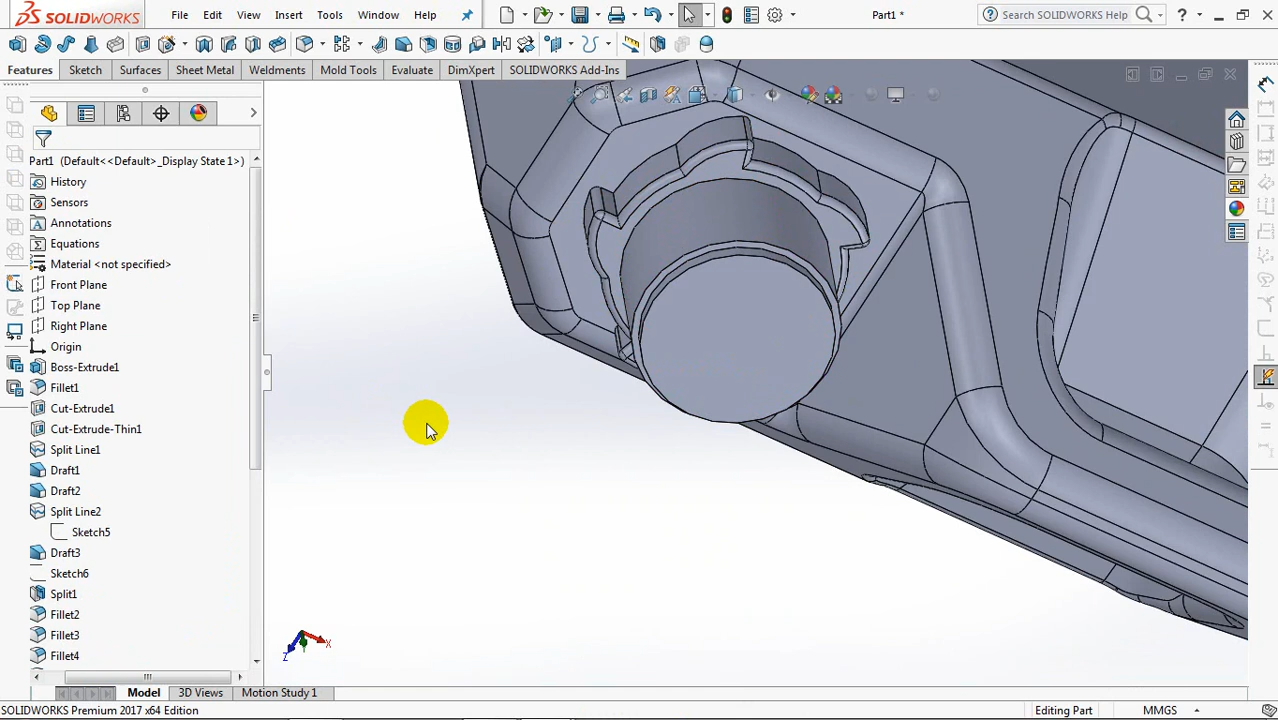 SOLIDWORKS File Edit View Insert Tools Window Help Part1 * Search SOLIDWORKS Help ?
Features Sketch Surfaces Sheet Metal Weldments Mold Tools Evaluate DimXpert SOLIDWORKS Add-Ins
Part1 (Default<<Default>_Display State 1>)
History
Sensors
Annotations
Equations
Material <not specified>
Front Plane
Top Plane
Right Plane
Origin
Boss-Extrude1
Fillet1
Cut-Extrude1
Cut-Extrude-Thin1
Split Line1
Draft1
Draft2
Split Line2
Sketch5
Draft3
Sketch6
Split1
Fillet2
Fillet3
Fillet4
X
Z
Model 3D Views Motion Study 1
SOLIDWORKS Premium 2017 x64 Edition Editing Part MMGS